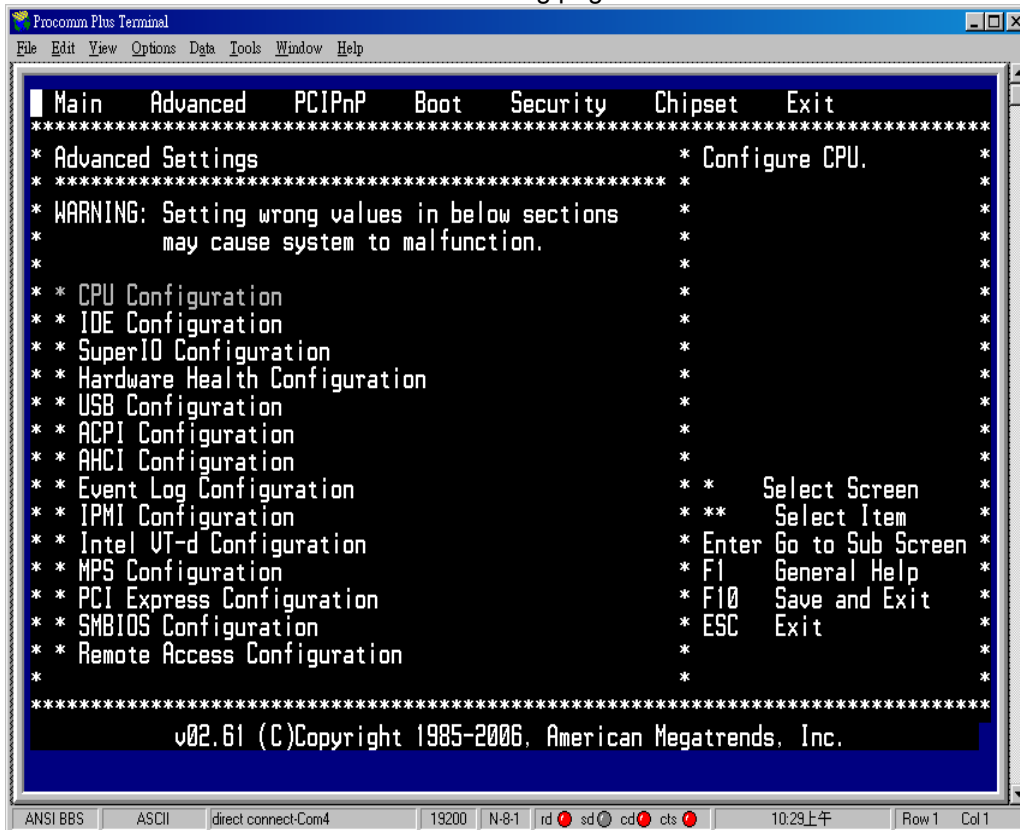 Procomm Plus Terminal
File Edit View Options Data Tools Window Help
Main Advanced PCIPnP Boot Security Chipset Exit
********************************************************************************
* Advanced Settings * Configure CPU. *
* *************************************************** * *
* WARNING: Setting wrong values in below sections * *
* may cause system to malfunction. * *
* * *
* * CPU Configuration * *
* * IDE Configuration * *
* * SuperIO Configuration * *
* * Hardware Health Configuration * *
* * USB Configuration * *
* * ACPI Configuration * *
* * AHCI Configuration * *
* * Event Log Configuration * * Select Screen *
* * IPMI Configuration * ** Select Item *
* * Intel VT-d Configuration * Enter Go to Sub Screen *
* * MPS Configuration * F1 General Help *
* * PCI Express Configuration * F10 Save and Exit *
* * SMBIOS Configuration * ESC Exit *
* * Remote Access Configuration * *
* * *
********************************************************************************
v02.61 (C)Copyright 1985-2006, American Megatrends, Inc.
ANSI BBS ASCII direct connect-Com4 19200 N-8-1 rd sd cd cts 10:29上午 Row 1 Col 1